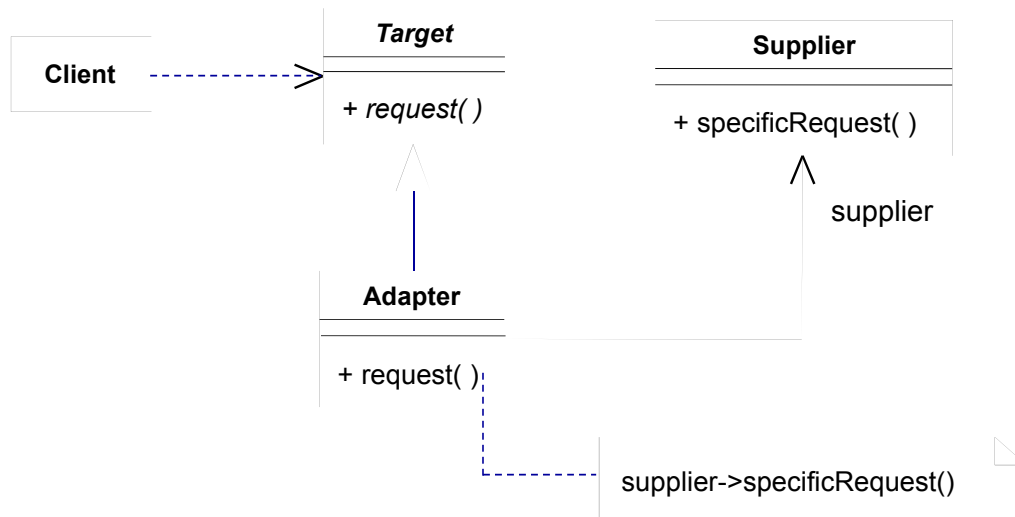 Target
Supplier
Client
+ request( )
+ specificRequest( )
supplier
Adapter
+ request( )
supplier->specificRequest()